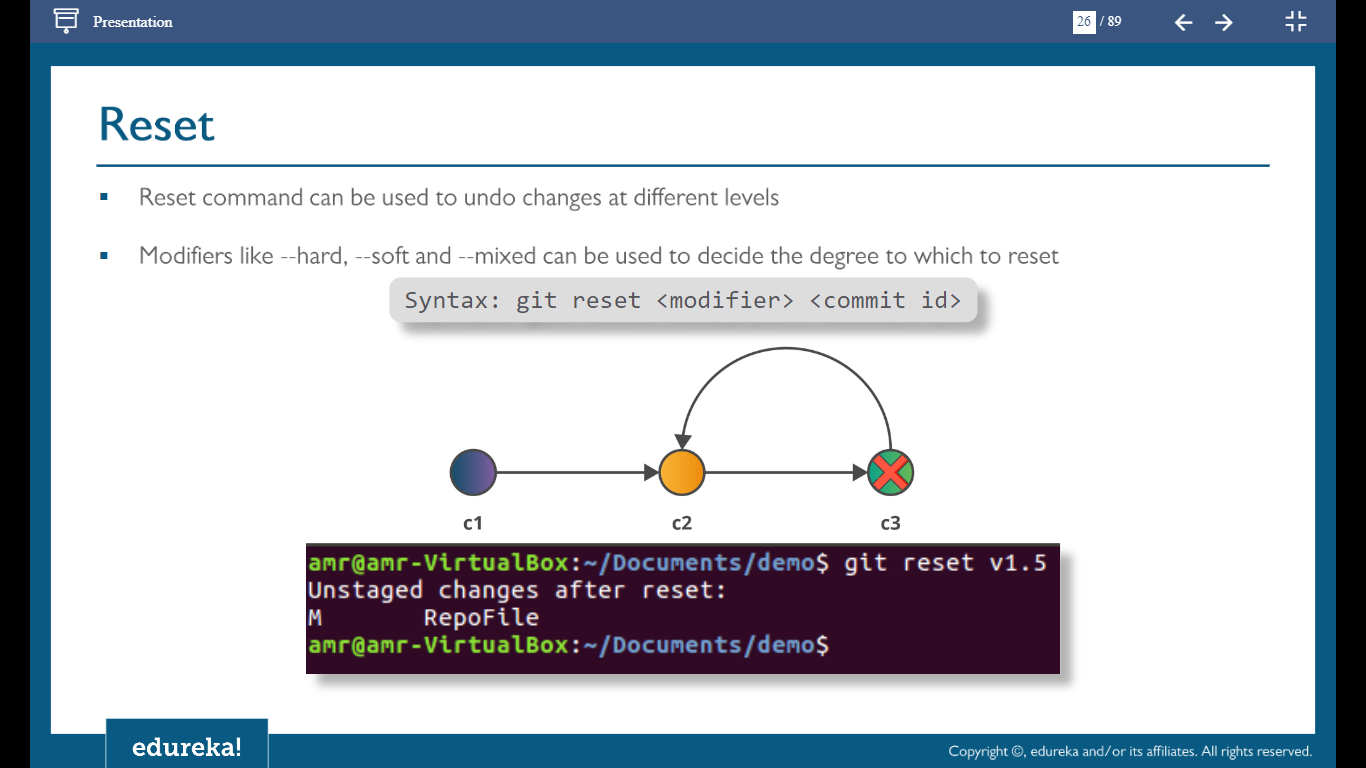 Presentation
26 / 89
Reset
▪ Reset command can be used to undo changes at different levels
▪ Modifiers like --hard, --soft and --mixed can be used to decide the degree to which to reset
Syntax: git reset <modifier> <commit id>
c1 c2 c3
amr@amr-VirtualBox:~/Documents/demo$ git reset v1.5
Unstaged changes after reset:
M RepoFile
amr@amr-VirtualBox:~/Documents/demo$
edureka!
Copyright ©, edureka and/or its affiliates. All rights reserved.